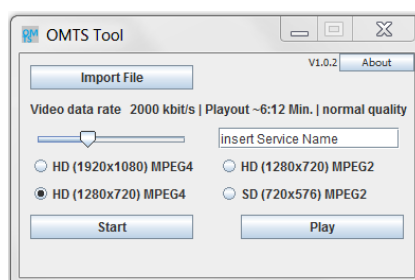 OMTS Tool
V1.0.2 About
Import File
Video data rate 2000 kbit/s | Playout ~6:12 Min. | normal quality
insert Service Name
HD (1920x1080) MPEG4 HD (1280x720) MPEG2
HD (1280x720) MPEG4 SD (720x576) MPEG2
Start Play